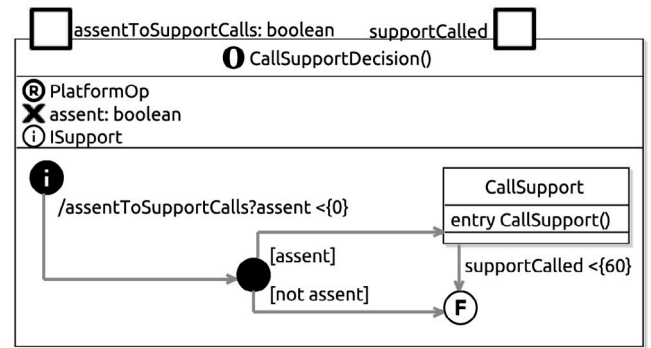 assentToSupportCalls: boolean supportCalled
O CallSupportDecision()
R PlatformOp
X assent: boolean
i ISupport
i
/assentToSupportCalls?assent <{0}
CallSupport
entry CallSupport()
[assent]
supportCalled <{60}
[not assent]
F